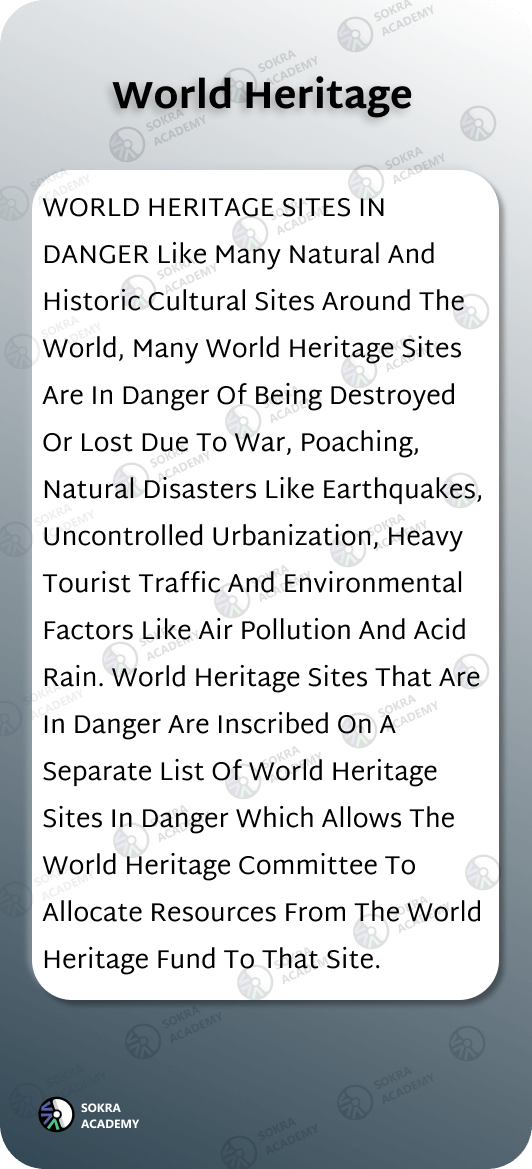 World Heritage
WORLD HERITAGE SITES IN
DANGER Like Many Natural And
Historic Cultural Sites Around The
World, Many World Heritage Sites
Are In Danger Of Being Destroyed
Or Lost Due To War, Poaching,
Natural Disasters Like Earthquakes,
Uncontrolled Urbanization, Heavy
Tourist Traffic And Environmental
Factors Like Air Pollution And Acid
Rain. World Heritage Sites That Are
In Danger Are Inscribed On A
Separate List Of World Heritage
Sites In Danger Which Allows The
World Heritage Committee To
Allocate Resources From The World
Heritage Fund To That Site.
SOKRA
ACADEMY